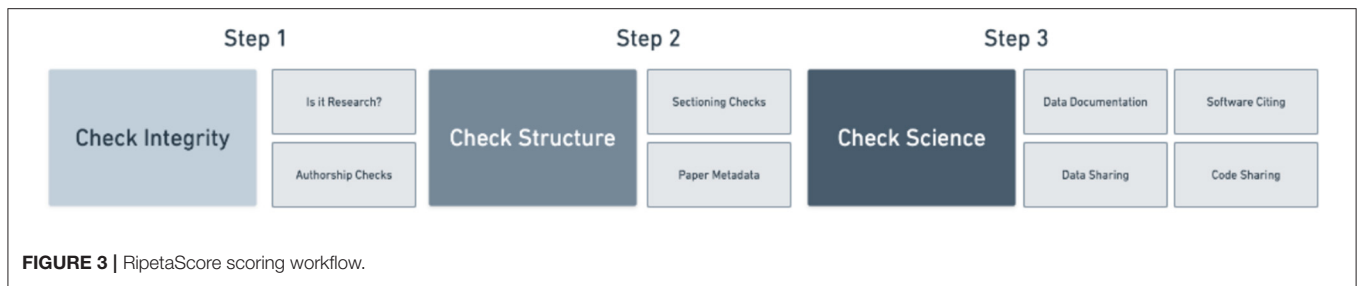 Step 1
Step 2
Step 3
Check Integrity
Is it Research?
Authorship Checks
Check Structure
Sectioning Checks
Paper Metadata
Check Science
Data Documentation
Software Citing
Data Sharing
Code Sharing
FIGURE 3 | RipetaScore scoring workflow.